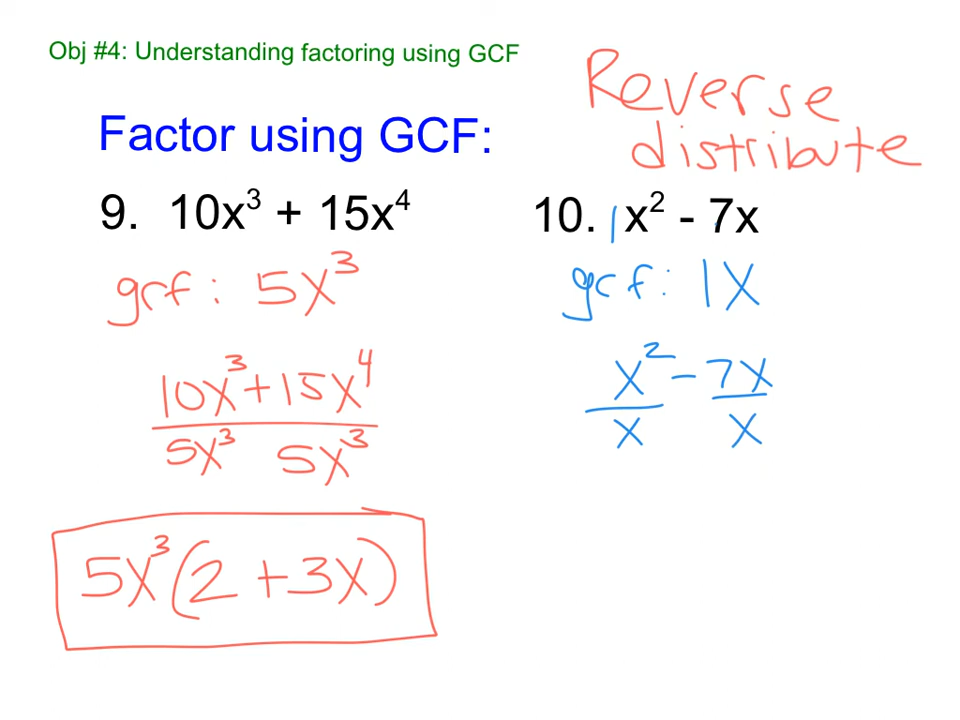 Obj #4: Understanding factoring using GCF
Reverse
distribute
Factor using GCF:
9. 10x³ + 15x⁴
gcf: 5x³
10x³ + 15x⁴
5x³ 5x³
5x³(2 + 3x)
10. 1x² - 7x
gcf: 1x
x² - 7x
x x